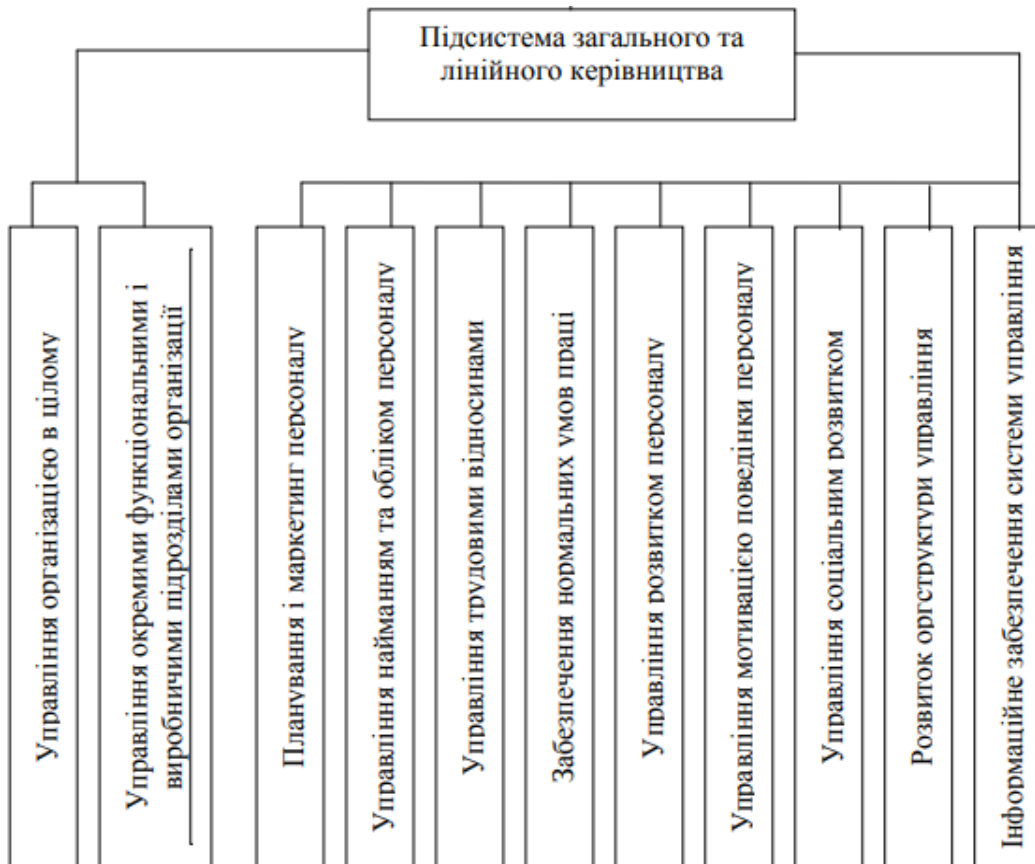 Підсистема загального та
лінійного керівництва
Управління організацією в цілому
Управління окремими функціональними і
виробничими підрозділами організації
Планування і маркетинг персоналу
Управління найманням та обліком персоналу
Управління трудовими відносинами
Забезпечення нормальних умов праці
Управління розвитком персоналу
Управління мотивацією поведінки персоналу
Управління соціальним розвитком
Розвиток оргструктури управління
Інформаційне забезпечення системи управління